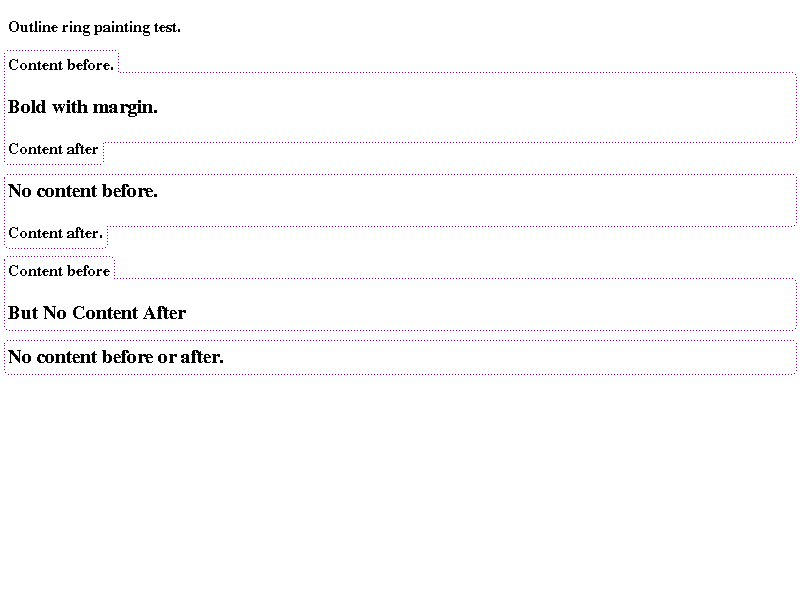 Outline ring painting test.
Content before.
Bold with margin.
Content after
No content before.
Content after.
Content before
But No Content After
No content before or after.